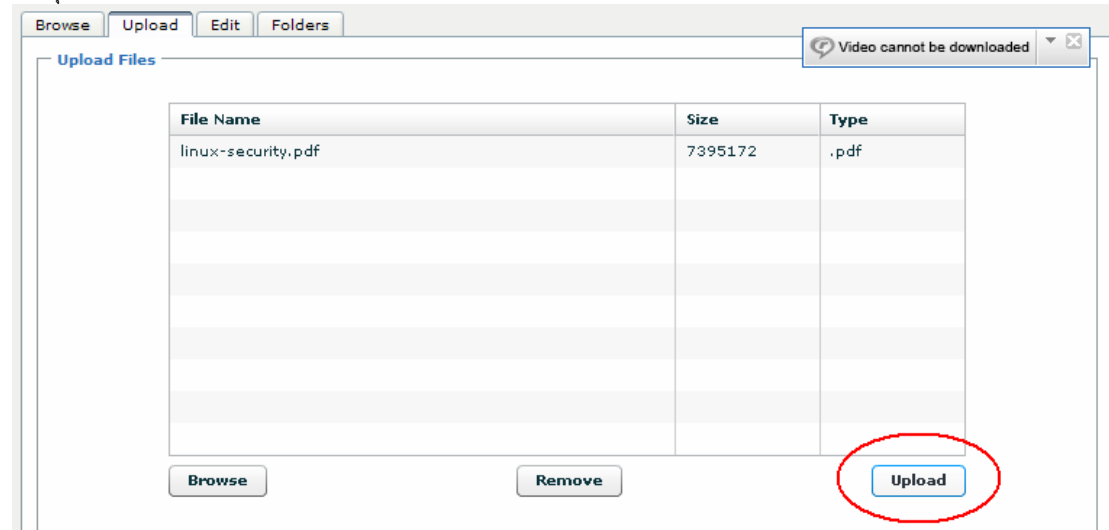 Browse Upload Edit Folders
Video cannot be downloaded
Upload Files
File Name Size Type
linux-security.pdf 7395172 .pdf
Browse Remove Upload